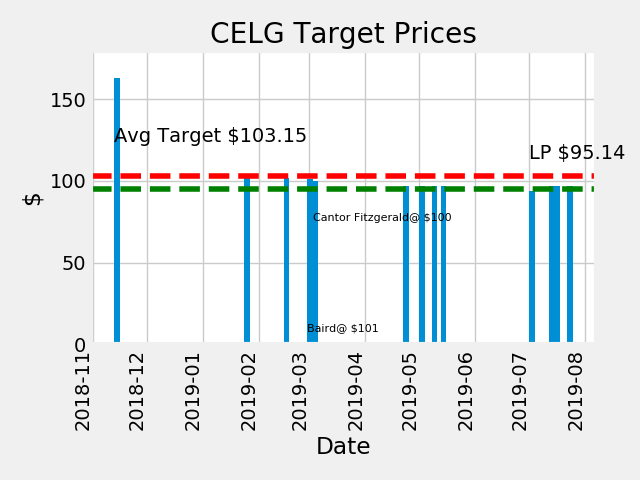 CELG Target Prices
150
Avg Target $103.15
LP $95.14
100
Cantor Fitzgerald@ $100
$
50
Baird@ $101
0
2018-11
2018-12
2019-01
2019-02
2019-03
2019-04
2019-05
2019-06
2019-07
2019-08
Date